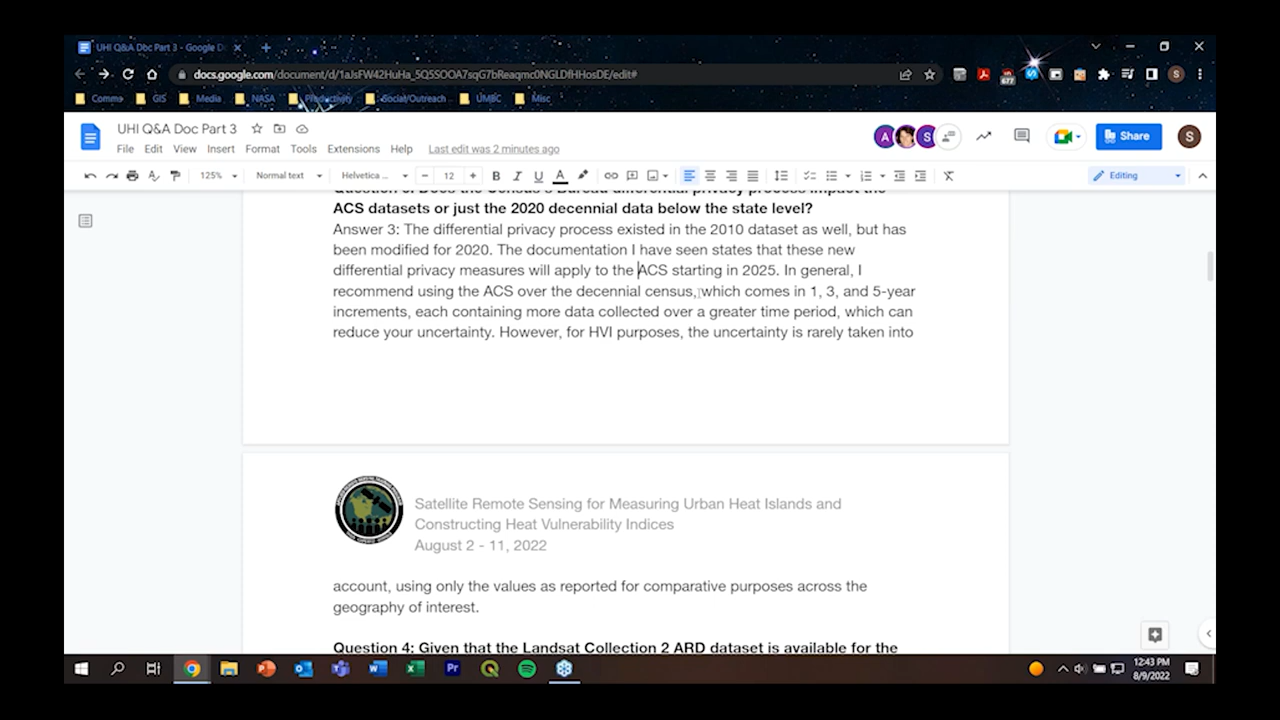 UHI Q&A Doc Part 3 - Google D
docs.google.com/document/d/1aJsFW42HuHa_5Q5SOOA7sqG7bReaqmc0NGLDfHHosDE/edit#
677
S
Comms GIS Media NASA Productivity Social/Outreach UMBC Misc
UHI Q&A Doc Part 3
A S Share S
File Edit View Insert Format Tools Extensions Help Last edit was 2 minutes ago
125% Normal text Helvetica ... 12 B I U A Editing
Does the Census's Bureau differential privacy process impact the
ACS datasets or just the 2020 decennial data below the state level?
Answer 3: The differential privacy process existed in the 2010 dataset as well, but has
been modified for 2020. The documentation I have seen states that these new
differential privacy measures will apply to the ACS starting in 2025. In general, I
recommend using the ACS over the decennial census, which comes in 1, 3, and 5-year
increments, each containing more data collected over a greater time period, which can
reduce your uncertainty. However, for HVI purposes, the uncertainty is rarely taken into
Satellite Remote Sensing for Measuring Urban Heat Islands and
Constructing Heat Vulnerability Indices
August 2 - 11, 2022
account, using only the values as reported for comparative purposes across the
geography of interest.
Question 4: Given that the Landsat Collection 2 ARD dataset is available for the
12:43 PM
8/9/2022